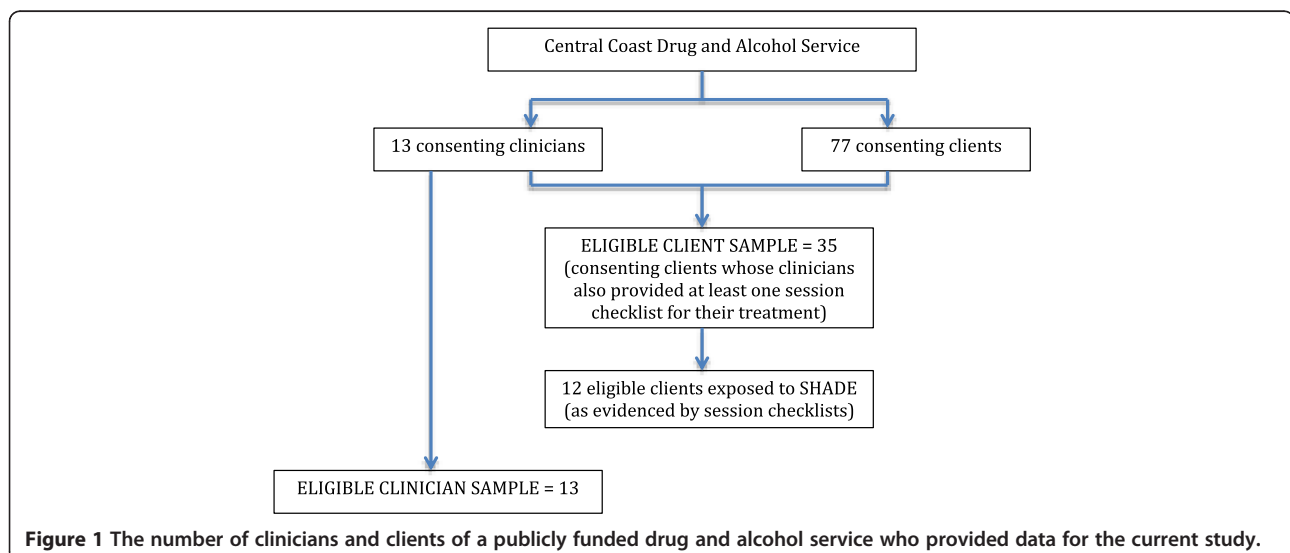 Central Coast Drug and Alcohol Service
13 consenting clinicians
77 consenting clients
ELIGIBLE CLIENT SAMPLE = 35
(consenting clients whose clinicians
also provided at least one session
checklist for their treatment)
12 eligible clients exposed to SHADE
(as evidenced by session checklists)
ELIGIBLE CLINICIAN SAMPLE = 13
Figure 1 The number of clinicians and clients of a publicly funded drug and alcohol service who provided data for the current study.